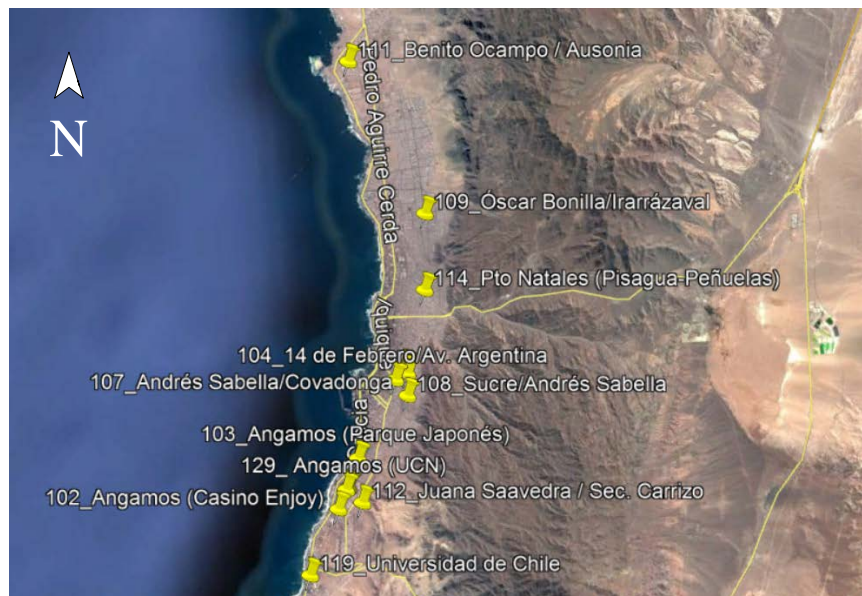 111_Benito Ocampo / Ausonia
Pedro Aguirre Cerda
N
109_Óscar Bonilla/Irarrázaval
114_Pto Natales (Pisagua-Peñuelas)
104_14 de Febrero/Av. Argentina
107_Andrés Sabella/Covadonga
108_Sucre/Andrés Sabella
103_Angamos (Parque Japonés)
129_ Angamos (UCN)
102_Angamos (Casino Enjoy)
112_Juana Saavedra / Sec. Carrizo
119_Universidad de Chile